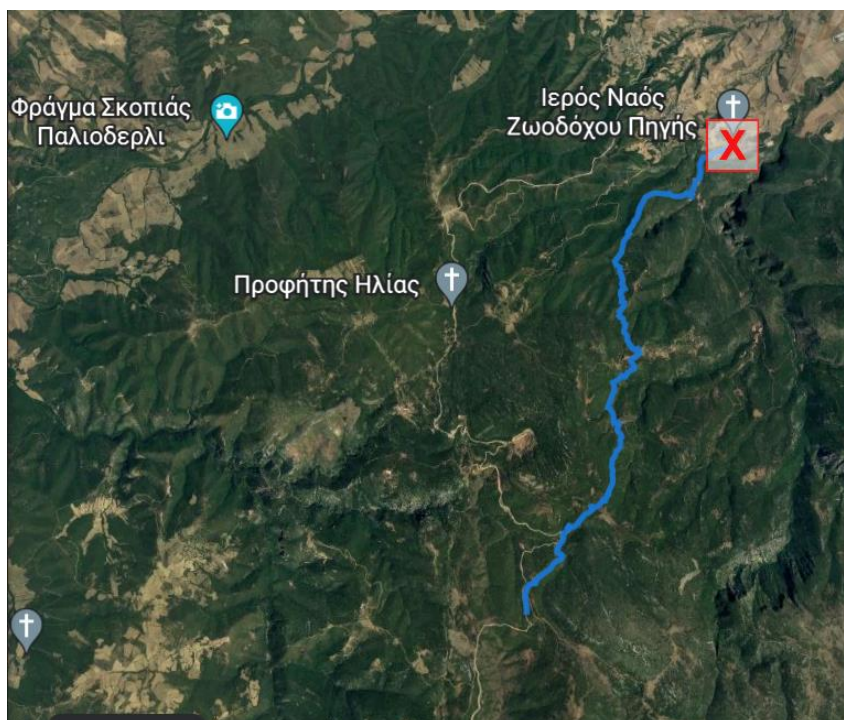 Φράγμα Σκοπιάς
Παλιοδερλι
Ιερός Ναός
Ζωοδόχου Πηγής
X
Προφήτης Ηλίας